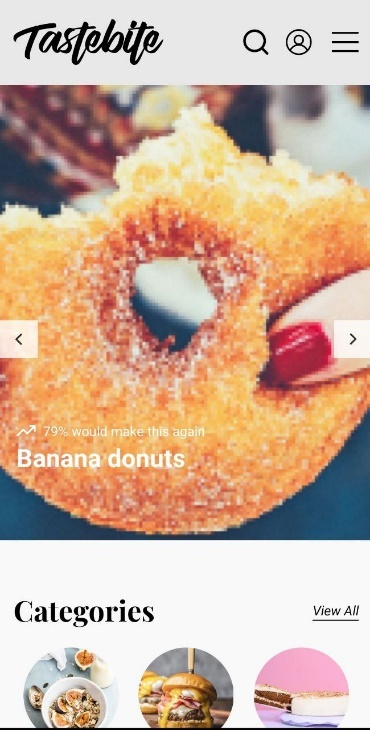 Tastebite
79% would make this again
Banana donuts
Categories
View All